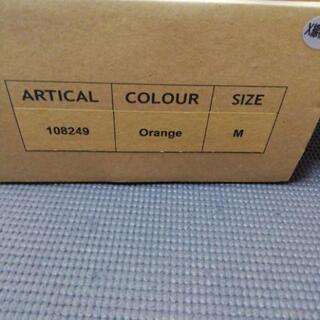 ARTICAL COLOUR SIZE
108249 Orange M